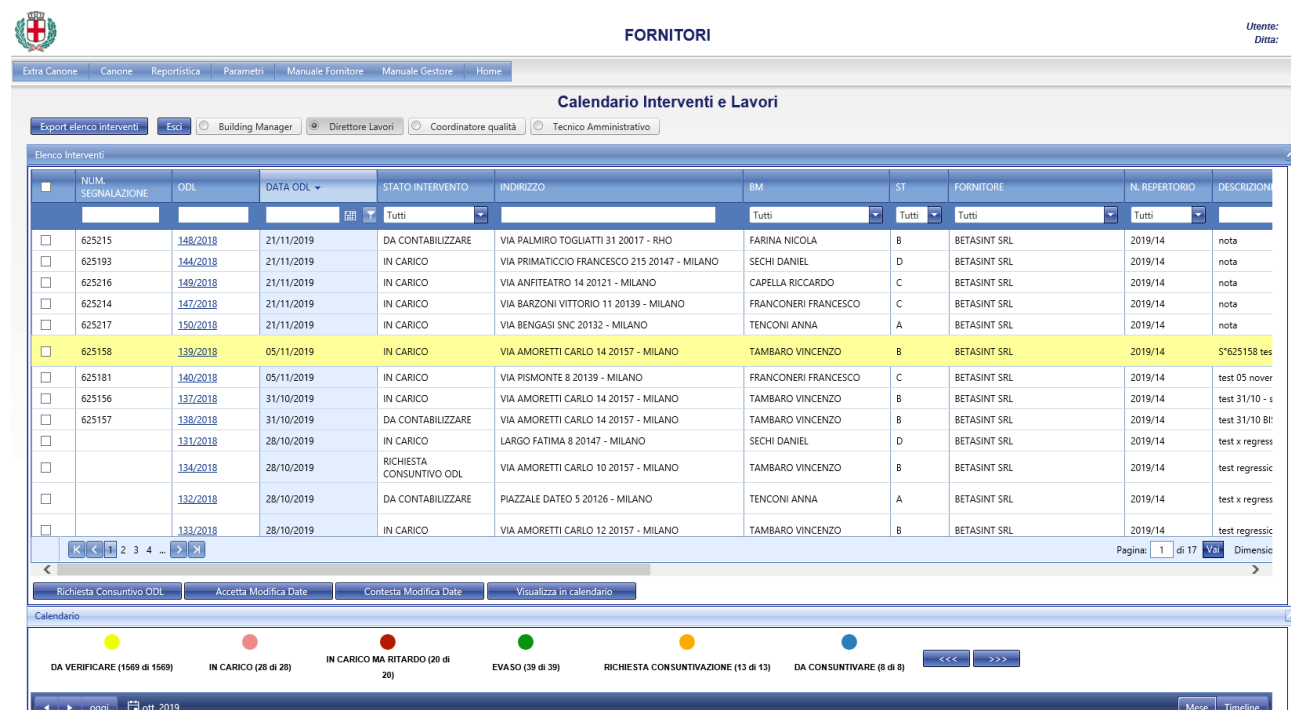 FORNITORI
Utente:
Ditta:
Extra Canone Canone Reportistica Parametri Manuale Fornitore Manuale Gestore Home
Calendario Interventi e Lavori
Export elenco interventi Esci Building Manager Direttore Lavori Coordinatore qualità Tecnico Amministrativo
Elenco Interventi
NUM. SEGNALAZIONE ODL DATA ODL STATO INTERVENTO INDIRIZZO BM ST FORNITORE N. REPERTORIO DESCRIZIONE
Tutti Tutti Tutti Tutti Tutti
625215 148/2018 21/11/2019 DA CONTABILIZZARE VIA PALMIRO TOGLIATTI 31 20017 - RHO FARINA NICOLA B BETASINT SRL 2019/14 nota
625193 144/2018 21/11/2019 IN CARICO VIA PRIMATICCIO FRANCESCO 215 20147 - MILANO SECHI DANIEL D BETASINT SRL 2019/14 nota
625216 149/2018 21/11/2019 IN CARICO VIA ANFITEATRO 14 20121 - MILANO CAPELLA RICCARDO C BETASINT SRL 2019/14 nota
625214 147/2018 21/11/2019 IN CARICO VIA BARZONI VITTORIO 11 20139 - MILANO FRANCONERI FRANCESCO C BETASINT SRL 2019/14 nota
625217 150/2018 21/11/2019 IN CARICO VIA BENGASI SNC 20132 - MILANO TENCONI ANNA A BETASINT SRL 2019/14 nota
625158 139/2018 05/11/2019 IN CARICO VIA AMORETTI CARLO 14 20157 - MILANO TAMBARO VINCENZO B BETASINT SRL 2019/14 S*625158 tes
625181 140/2018 05/11/2019 IN CARICO VIA PISMONTE 8 20139 - MILANO FRANCONERI FRANCESCO C BETASINT SRL 2019/14 test 05 nover
625156 137/2018 31/10/2019 IN CARICO VIA AMORETTI CARLO 14 20157 - MILANO TAMBARO VINCENZO B BETASINT SRL 2019/14 test 31/10 - s
625157 138/2018 31/10/2019 DA CONTABILIZZARE VIA AMORETTI CARLO 14 20157 - MILANO TAMBARO VINCENZO B BETASINT SRL 2019/14 test 31/10 BIS
131/2018 28/10/2019 IN CARICO LARGO FATIMA 8 20147 - MILANO SECHI DANIEL D BETASINT SRL 2019/14 test x regress
134/2018 28/10/2019 RICHIESTA CONSUNTIVO ODL VIA AMORETTI CARLO 10 20157 - MILANO TAMBARO VINCENZO B BETASINT SRL 2019/14 test regressic
132/2018 28/10/2019 DA CONTABILIZZARE PIAZZALE DATEO 5 20126 - MILANO TENCONI ANNA A BETASINT SRL 2019/14 test x regress
133/2018 28/10/2019 IN CARICO VIA AMORETTI CARLO 12 20157 - MILANO TAMBARO VINCENZO B BETASINT SRL 2019/14 test regressic
1 2 3 4 ... Pagina: 1 di 17 Vai Dimensio
Richiesta Consuntivo ODL Accetta Modifica Date Contesta Modifica Date Visualizza in calendario
Calendario
DA VERIFICARE (1569 di 1569) IN CARICO (28 di 28) IN CARICO MA RITARDO (20 di 20) EVASO (39 di 39) RICHIESTA CONSUNTIVAZIONE (13 di 13) DA CONSUNTIVARE (8 di 8) <<< >>>
oggi ott 2019 Mese Timeline